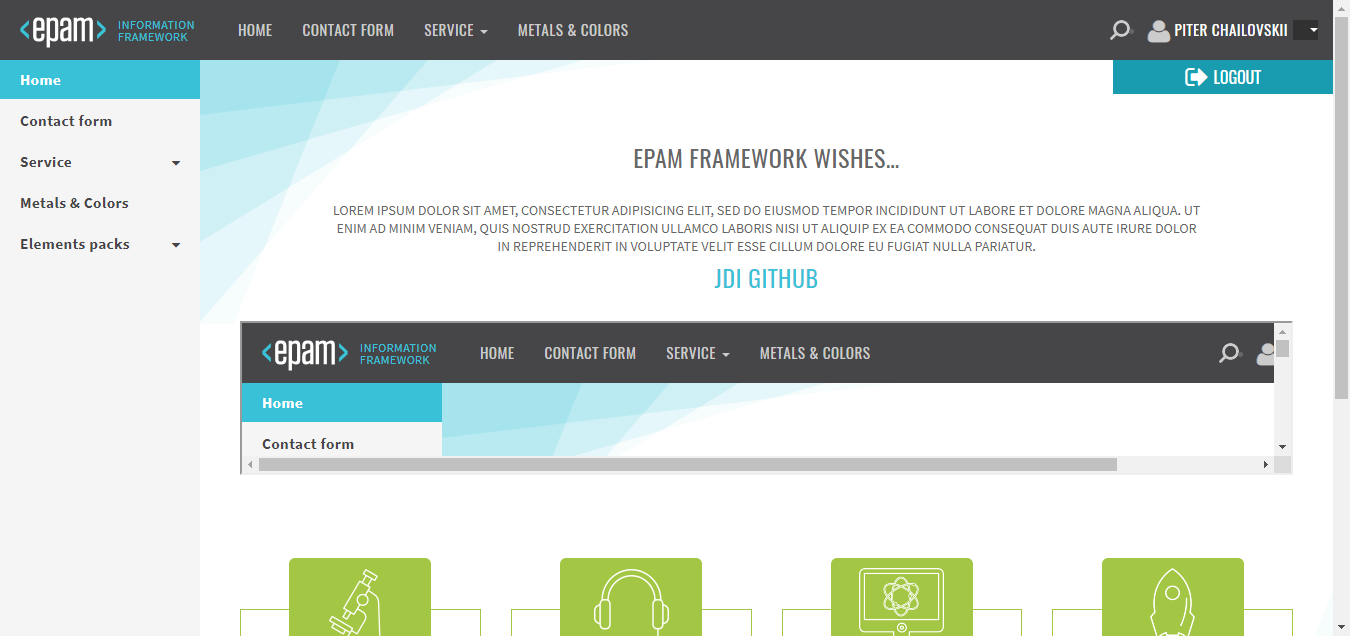 <epam> INFORMATION FRAMEWORK HOME CONTACT FORM SERVICE METALS & COLORS PITER CHAILOVSKII
LOGOUT
Home
Contact form
Service
Metals & Colors
Elements packs
EPAM FRAMEWORK WISHES…
LOREM IPSUM DOLOR SIT AMET, CONSECTETUR ADIPISICING ELIT, SED DO EIUSMOD TEMPOR INCIDIDUNT UT LABORE ET DOLORE MAGNA ALIQUA. UT
ENIM AD MINIM VENIAM, QUIS NOSTRUD EXERCITATION ULLAMCO LABORIS NISI UT ALIQUIP EX EA COMMODO CONSEQUAT DUIS AUTE IRURE DOLOR
IN REPREHENDERIT IN VOLUPTATE VELIT ESSE CILLUM DOLORE EU FUGIAT NULLA PARIATUR.
JDI GITHUB
<epam> INFORMATION FRAMEWORK HOME CONTACT FORM SERVICE METALS & COLORS
Home
Contact form